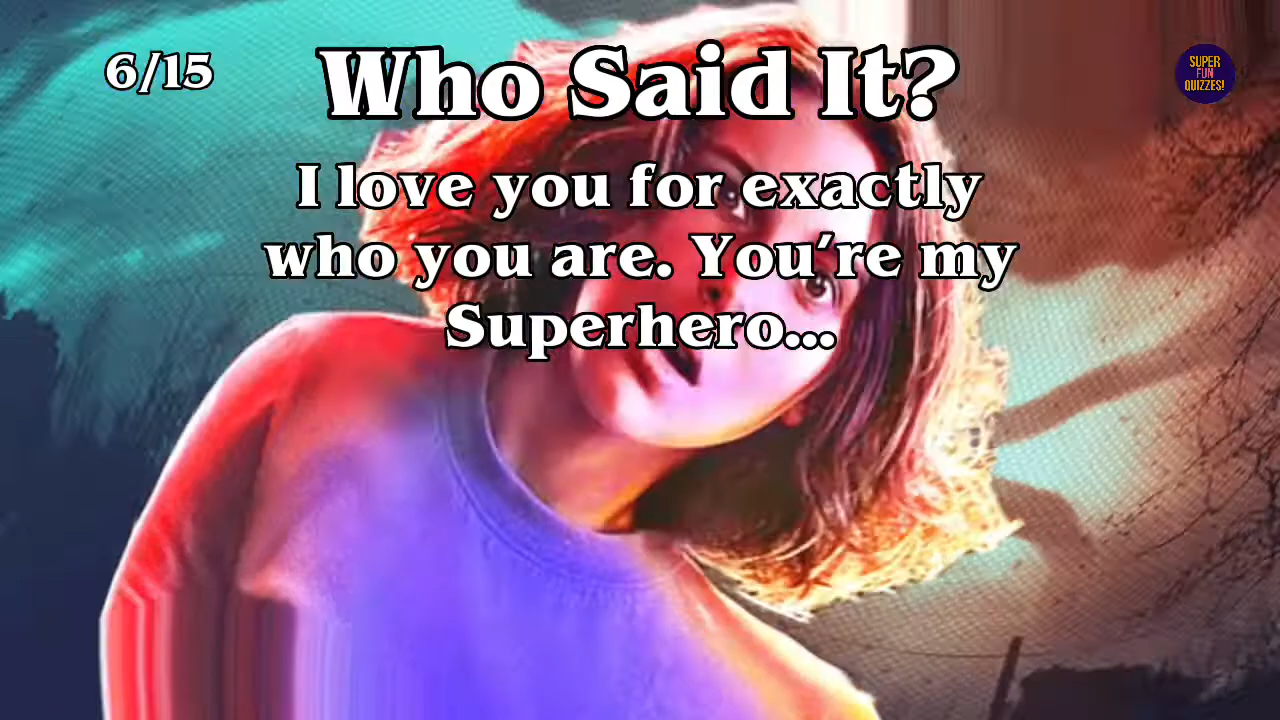 6/15
Who Said It?
SUPER
FUN
QUIZZES!
I love you for exactly
who you are. You’re my
Superhero...